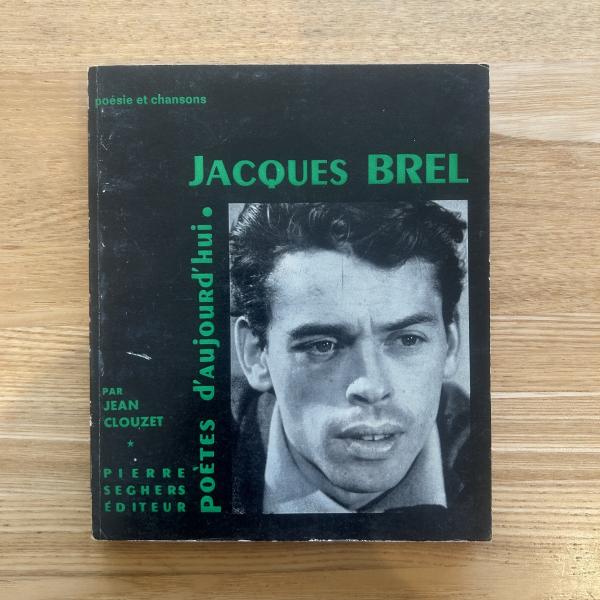 poésie et chansons
JACQUES BREL
POÈTES d'AUJOURd'hui.
PAR
JEAN
CLOUZET
*
PIERRE
SEGHERS
ÉDITEUR